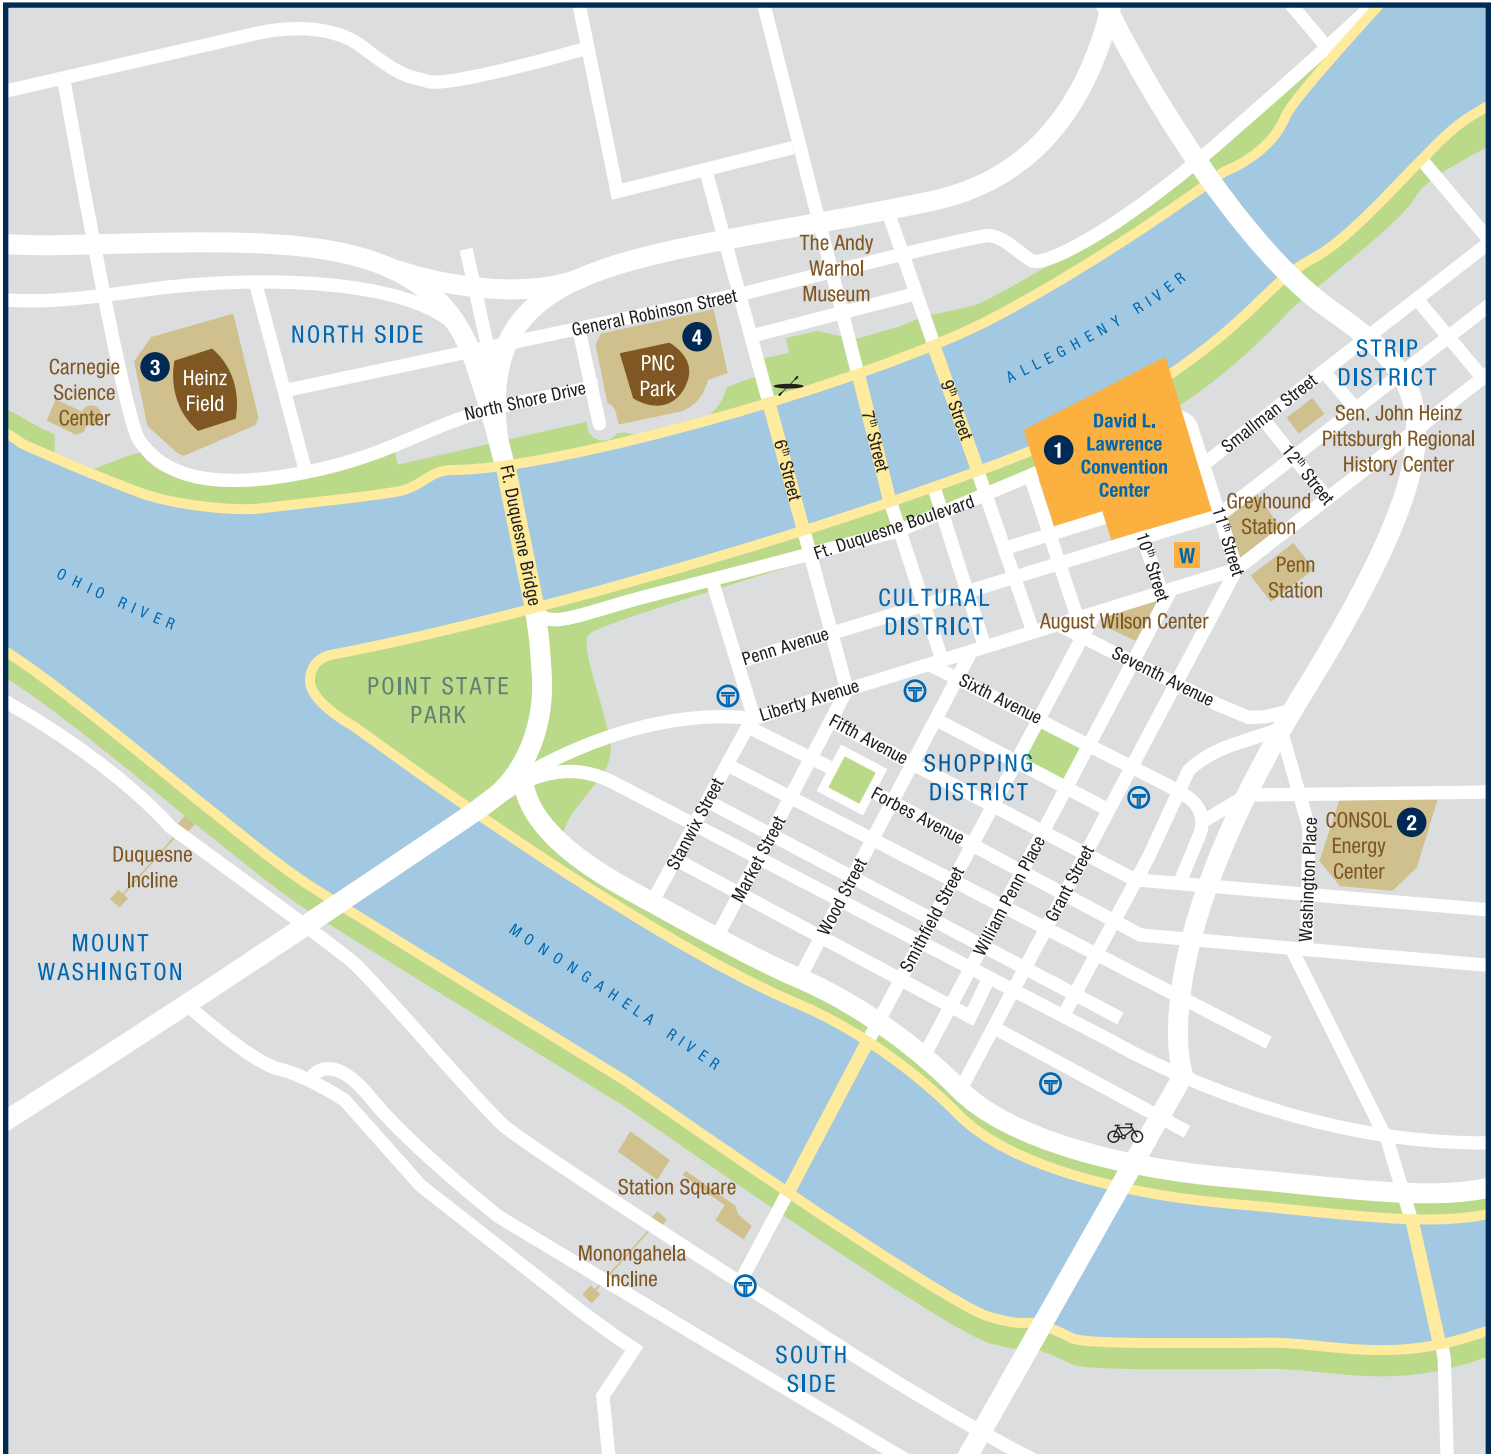 The Andy
Warhol
Museum
ALLEGHENY RIVER
General Robinson Street
NORTH SIDE
4
PNC
Park
3
Heinz
Field
Carnegie
Science
Center
North Shore Drive
STRIP
DISTRICT
Smallman Street
Sen. John Heinz
Pittsburgh Regional
History Center
12th Street
9th Street
7th Street
6th Street
1
David L.
Lawrence
Convention
Center
Ft. Duquesne Bridge
Ft. Duquesne Boulevard
Greyhound
Station
11th Street
10th Street
W
Penn
Station
OHIO RIVER
CULTURAL
DISTRICT
August Wilson Center
Penn Avenue
Seventh Avenue
POINT STATE
PARK
Liberty Avenue
T
T
Sixth Avenue
Fifth Avenue
SHOPPING
DISTRICT
Forbes Avenue
T
Stanwix Street
Market Street
Wood Street
Smithfield Street
William Penn Place
Grant Street
Washington Place
CONSOL
Energy
Center
2
Duquesne
Incline
MOUNT
WASHINGTON
MONONGAHELA RIVER
T
Station Square
Monongahela
Incline
T
SOUTH
SIDE